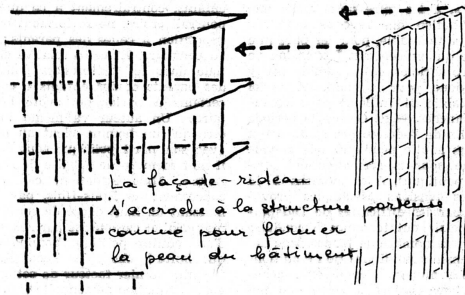 La façade-rideau
s'accroche à la structure porteuse
comme pour former
la peau du bâtiment